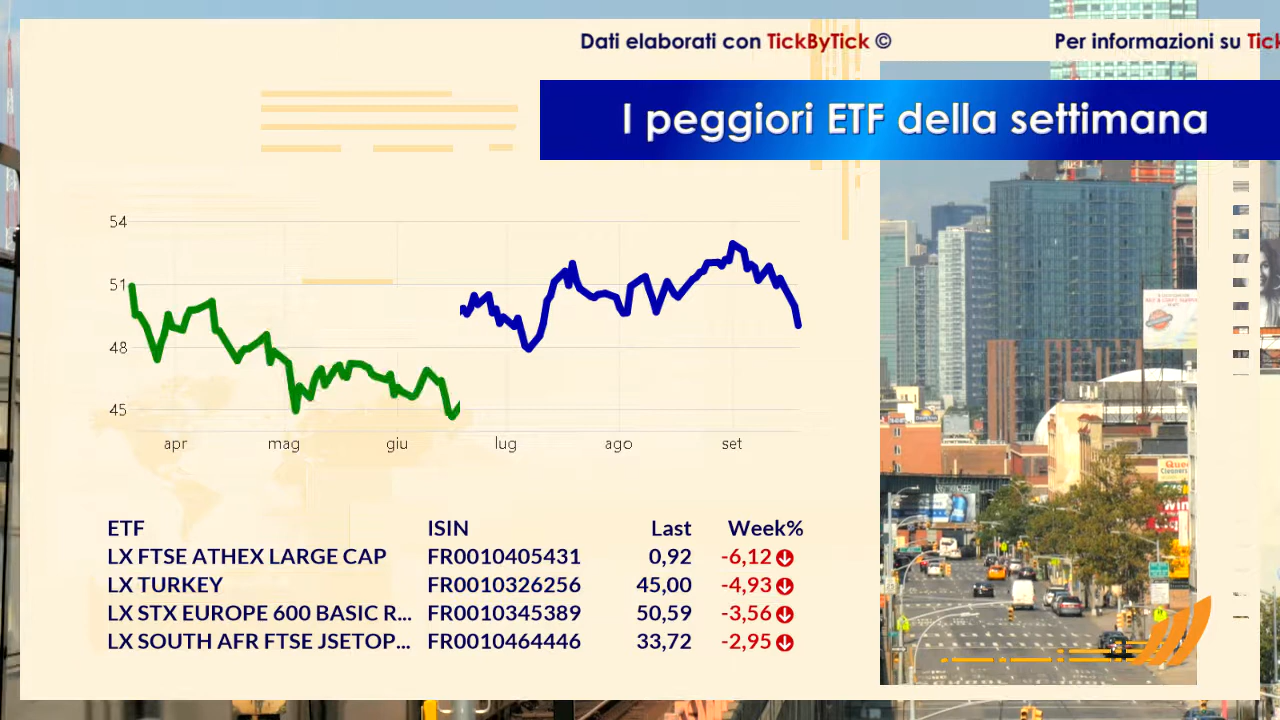 Dati elaborati con TickByTick ©
Per informazioni su Tick
I peggiori ETF della settimana
54
51
48
45
apr mag giu lug ago set
ETF ISIN Last Week%
LX FTSE ATHEX LARGE CAP FR0010405431 0,92 -6,12
LX TURKEY FR0010326256 45,00 -4,93
LX STX EUROPE 600 BASIC R... FR0010345389 50,59 -3,56
LX SOUTH AFR FTSE JSETOP... FR0010464446 33,72 -2,95